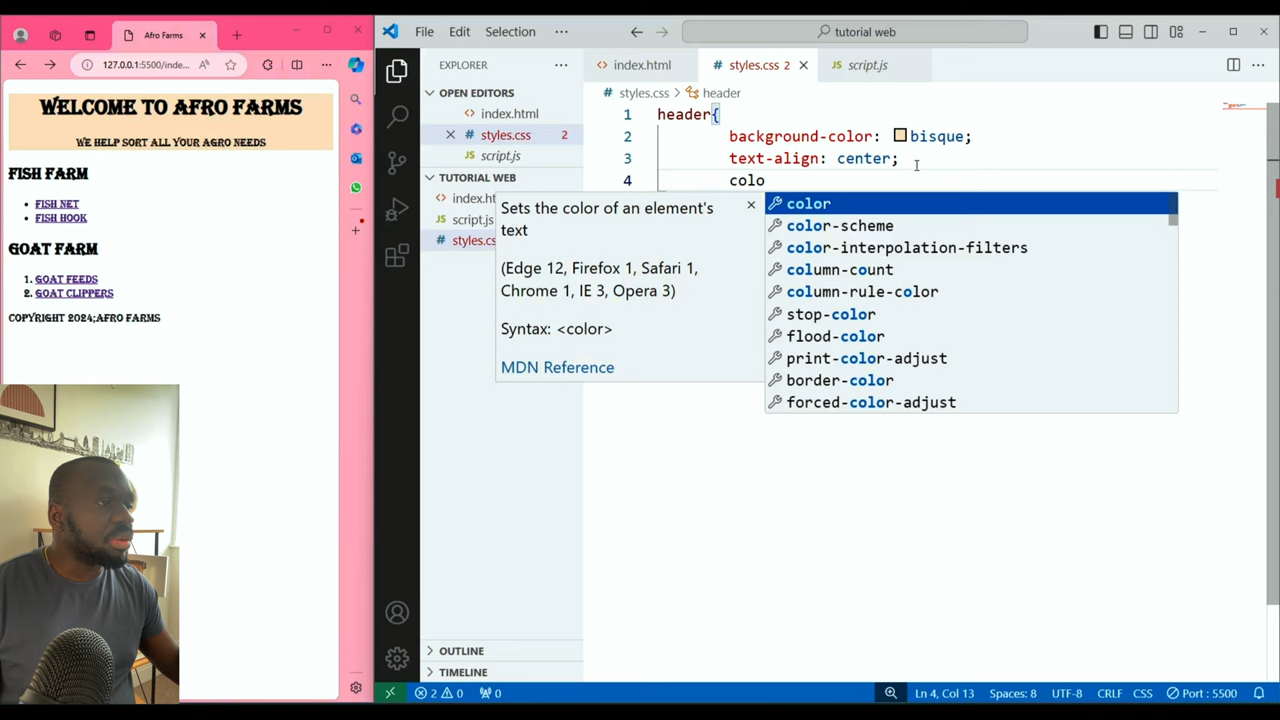 Afro Farms
127.0.0.1:5500/inde...
WELCOME TO AFRO FARMS
WE HELP SORT ALL YOUR AGRO NEEDS
FISH FARM
• FISH NET
• FISH HOOK
GOAT FARM
1. GOAT FEEDS
2. GOAT CLIPPERS
COPYRIGHT 2024;AFRO FARMS
File Edit Selection ...
tutorial web
EXPLORER
OPEN EDITORS
index.html
styles.css 2
script.js
TUTORIAL WEB
index.ht
script.js
styles.cs
OUTLINE
TIMELINE
index.html
styles.css 2
script.js
styles.css > header
1 header{
2 background-color: bisque;
3 text-align: center;
4 colo
Sets the color of an element's
text
(Edge 12, Firefox 1, Safari 1,
Chrome 1, IE 3, Opera 3)
Syntax: <color>
MDN Reference
color
color-scheme
color-interpolation-filters
column-count
column-rule-color
stop-color
flood-color
print-color-adjust
border-color
forced-color-adjust
2 0 0 Ln 4, Col 13 Spaces: 8 UTF-8 CRLF CSS Port : 5500